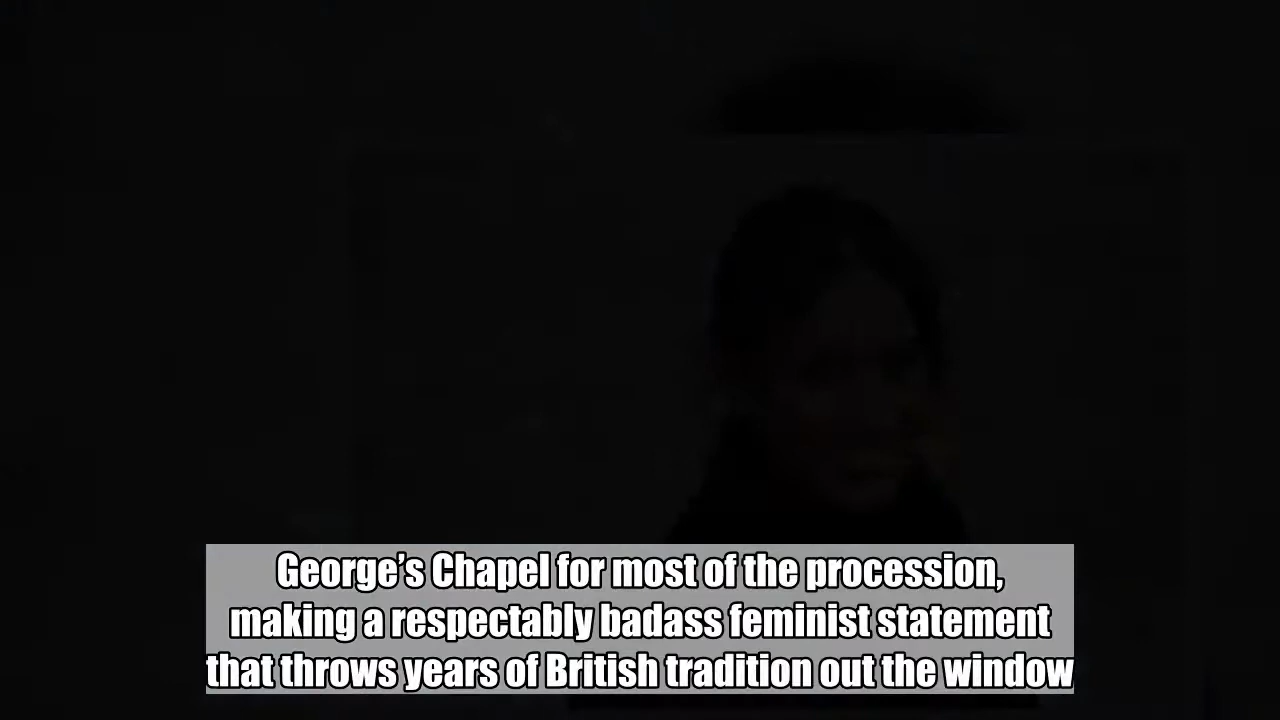 George’s Chapel for most of the procession,
making a respectably badass feminist statement
that throws years of British tradition out the window